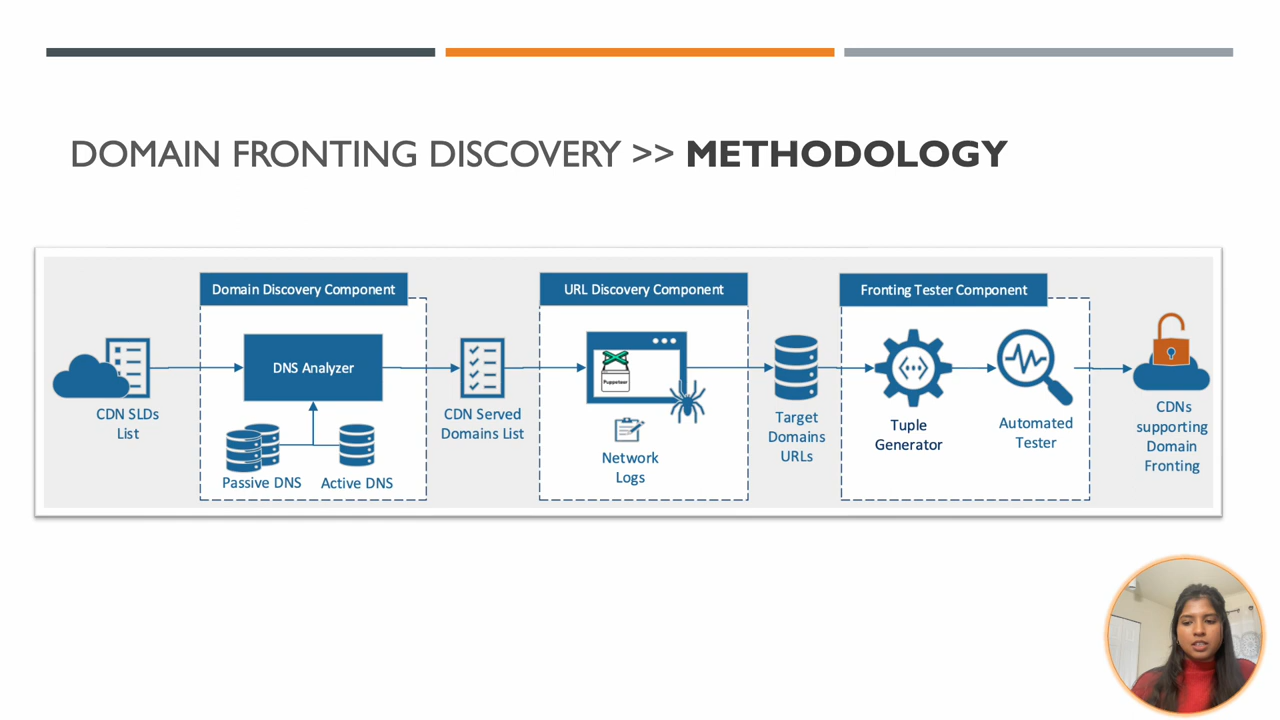 DOMAIN FRONTING DISCOVERY >> METHODOLOGY
Domain Discovery Component
URL Discovery Component
Fronting Tester Component
DNS Analyzer
Puppeteer
CDN SLDs
List
Passive DNS
Active DNS
CDN Served
Domains List
Network
Logs
Target
Domains
URLs
Tuple
Generator
Automated
Tester
CDNs
supporting
Domain
Fronting